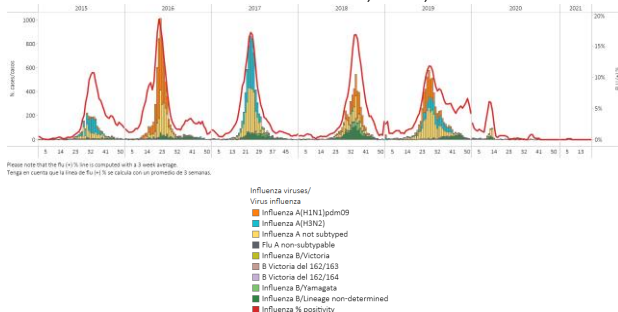 2015 2016 2017 2018 2019 2020 2021
1000 20%
800 15%
600 10%
400 5%
200 0%
0
N. cases/casos
5 14 23 32 41 50 5 14 23 32 41 50 5 13 21 29 37 45 5 14 23 32 41 50 5 14 23 32 41 50 5 14 23 32 41 50 5 13
Please note that the flu (+) % line is computed with a 3 week average.
Tenga en cuenta que la línea de flu (+) % se calcula con un promedio de 3 semanas.
Influenza viruses/
Virus influenza
Influenza A(H1N1)pdm09
Influenza A(H3N2)
Influenza A not subtyped
Flu A non-subtypable
Influenza B/Victoria
B Victoria del 162/163
B Victoria del 162/164
Influenza B/Yamagata
Influenza B/Lineage non-determined
Influenza % positivity